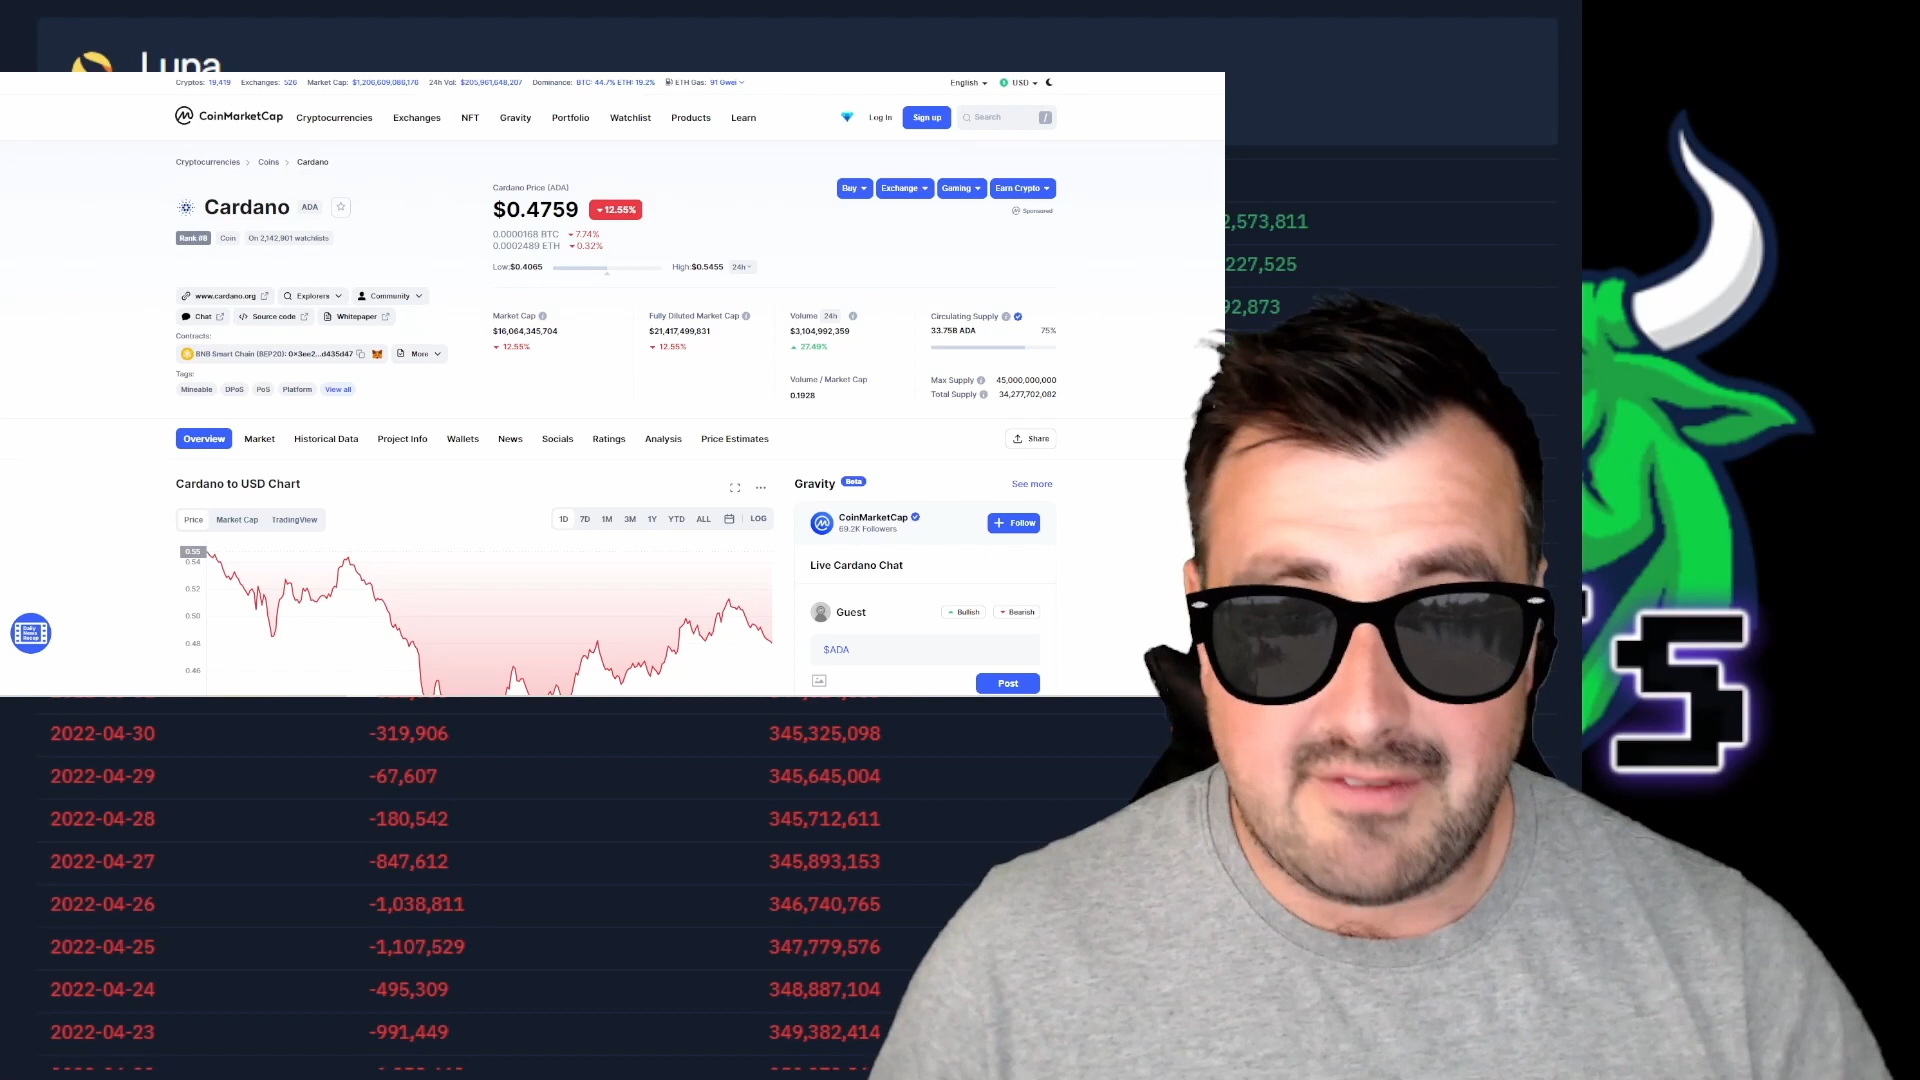 Luna
Cryptos: 19,419 Exchanges: 526 Market Cap: $1,206,609,086,176 24h Vol: $205,961,648,207 Dominance: BTC: 44.7% ETH: 19.2% ETH Gas: 91 Gwei English USD
CoinMarketCap Cryptocurrencies Exchanges NFT Gravity Portfolio Watchlist Products Learn Log In Sign up Search /
Cryptocurrencies > Coins > Cardano
Cardano ADA
Rank #8 Coin On 2,142,901 watchlists
Cardano Price (ADA)
$0.4759 12.55%
0.0000168 BTC 7.74%
0.0002489 ETH 0.32%
Low:$0.4065 High:$0.5455 24h
Buy Exchange Gaming Earn Crypto
Sponsored
www.cardano.org Explorers Community
Chat Source code Whitepaper
Contracts:
BNB Smart Chain (BEP20): 0x3ee2...d435d47 More
Tags:
Mineable DPoS PoS Platform View all
Market Cap
$16,064,345,704
12.55%
Fully Diluted Market Cap
$21,417,499,831
12.55%
Volume 24h
$3,104,992,359
27.49%
Volume / Market Cap
0.1928
Circulating Supply
33.75B ADA 75%
Max Supply 45,000,000,000
Total Supply 34,277,702,082
2,573,811
227,525
92,873
Overview Market Historical Data Project Info Wallets News Socials Ratings Analysis Price Estimates Share
Cardano to USD Chart
Price Market Cap TradingView 1D 7D 1M 3M 1Y YTD ALL LOG
0.55
0.54
0.52
0.50
0.48
0.46
Daily
News
Recap
Gravity Beta See more
CoinMarketCap
69.2K Followers
+ Follow
Live Cardano Chat
Guest Bullish Bearish
$ADA
Post
S
2022-04-30 -319,906 345,325,098
2022-04-29 -67,607 345,645,004
2022-04-28 -180,542 345,712,611
2022-04-27 -847,612 345,893,153
2022-04-26 -1,038,811 346,740,765
2022-04-25 -1,107,529 347,779,576
2022-04-24 -495,309 348,887,104
2022-04-23 -991,449 349,382,414